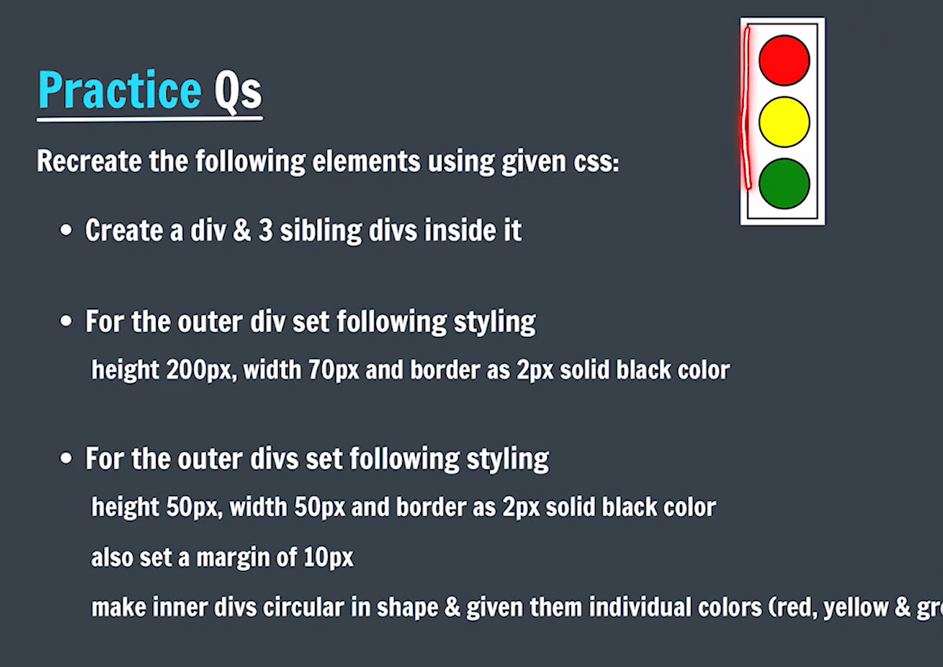 Practice Qs
Recreate the following elements using given css:
• Create a div & 3 sibling divs inside it
• For the outer div set following styling
height 200px, width 70px and border as 2px solid black color
• For the outer divs set following styling
height 50px, width 50px and border as 2px solid black color
also set a margin of 10px
make inner divs circular in shape & given them individual colors (red, yellow &